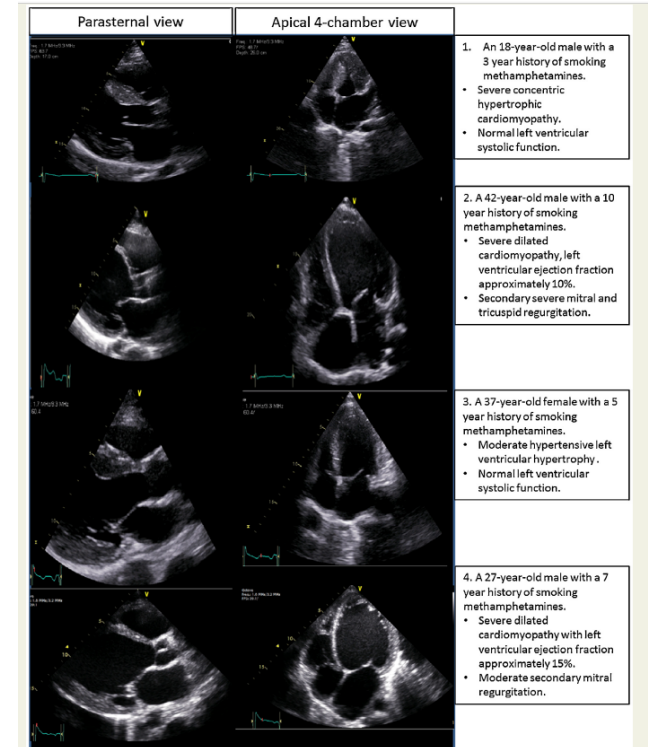 Parasternal view
Apical 4-chamber view
1. An 18-year-old male with a
3 year history of smoking
methamphetamines.
• Severe concentric
hypertrophic
cardiomyopathy.
• Normal left ventricular
systolic function.
2. A 42-year-old male with a 10
year history of smoking
methamphetamines.
• Severe dilated
cardiomyopathy, left
ventricular ejection fraction
approximately 10%.
• Secondary severe mitral and
tricuspid regurgitation.
3. A 37-year-old female with a 5
year history of smoking
methamphetamines.
• Moderate hypertensive left
ventricular hypertrophy .
• Normal left ventricular
systolic function.
4. A 27-year-old male with a 7
year history of smoking
methamphetamines.
• Severe dilated
cardiomyopathy with left
ventricular ejection fraction
approximately 15%.
• Moderate secondary mitral
regurgitation.